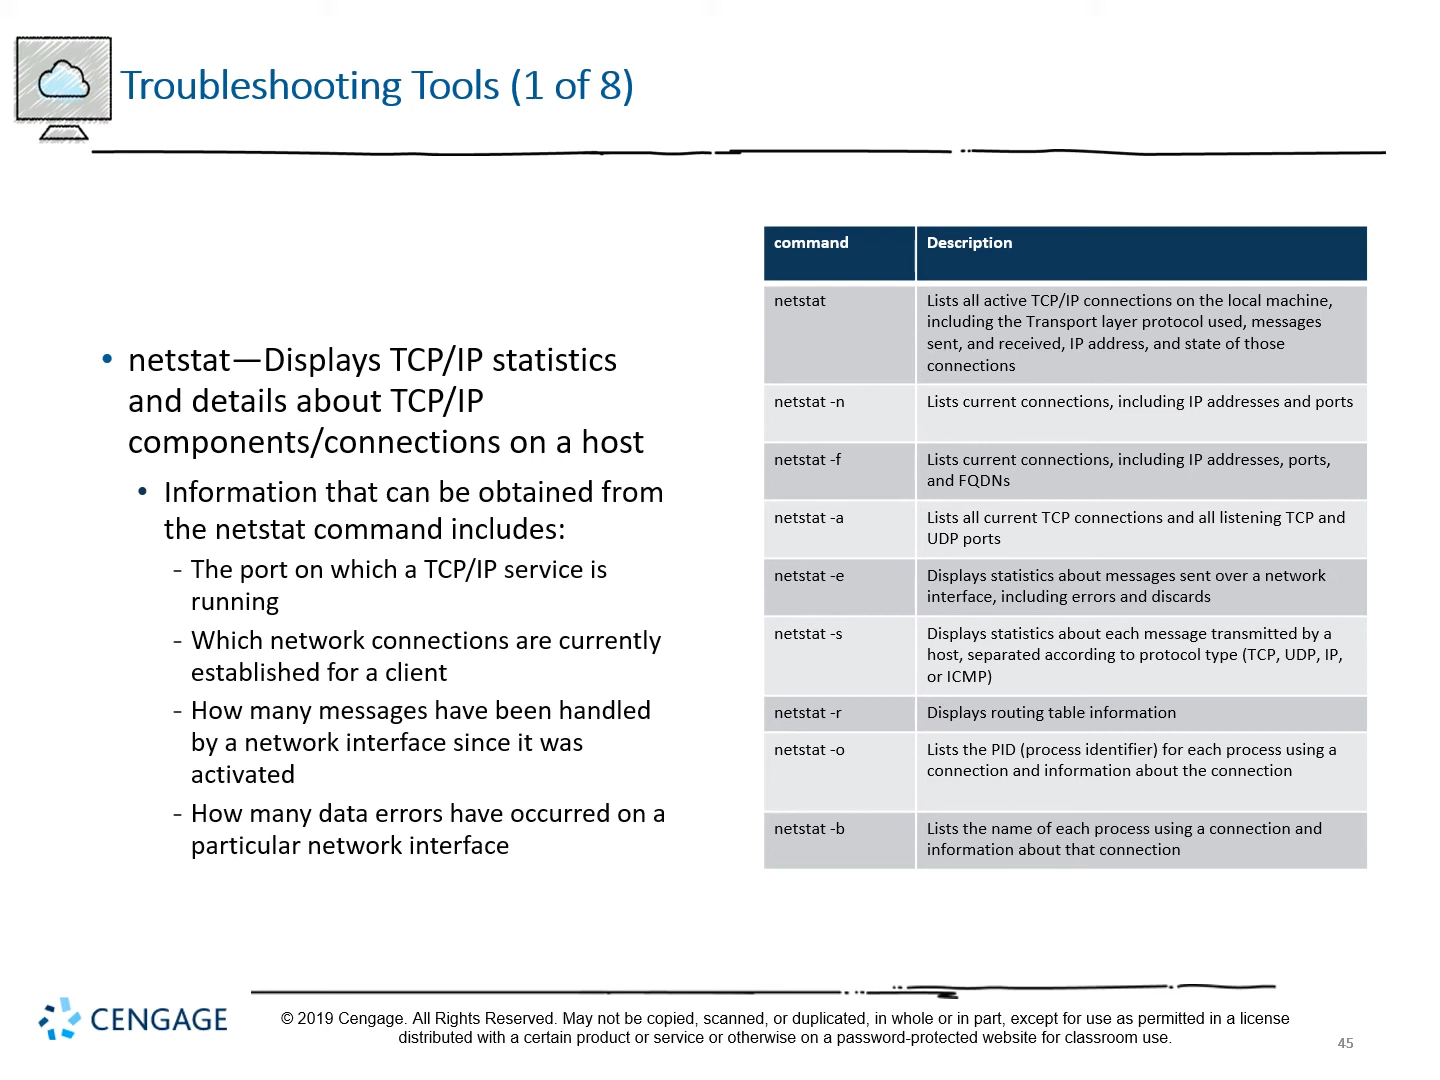 Troubleshooting Tools (1 of 8)
• netstat—Displays TCP/IP statistics
and details about TCP/IP
components/connections on a host
• Information that can be obtained from
the netstat command includes:
- The port on which a TCP/IP service is
running
- Which network connections are currently
established for a client
- How many messages have been handled
by a network interface since it was
activated
- How many data errors have occurred on a
particular network interface
command Description
netstat Lists all active TCP/IP connections on the local machine,
including the Transport layer protocol used, messages
sent, and received, IP address, and state of those
connections
netstat -n Lists current connections, including IP addresses and ports
netstat -f Lists current connections, including IP addresses, ports,
and FQDNs
netstat -a Lists all current TCP connections and all listening TCP and
UDP ports
netstat -e Displays statistics about messages sent over a network
interface, including errors and discards
netstat -s Displays statistics about each message transmitted by a
host, separated according to protocol type (TCP, UDP, IP,
or ICMP)
netstat -r Displays routing table information
netstat -o Lists the PID (process identifier) for each process using a
connection and information about the connection
netstat -b Lists the name of each process using a connection and
information about that connection
CENGAGE
© 2019 Cengage. All Rights Reserved. May not be copied, scanned, or duplicated, in whole or in part, except for use as permitted in a license
distributed with a certain product or service or otherwise on a password-protected website for classroom use.
45